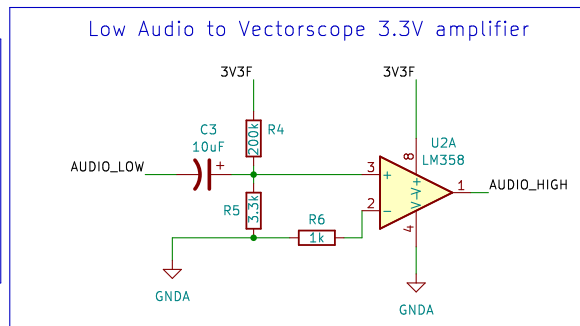 Low Audio to Vectorscope 3.3V amplifier
3V3F
3V3F
C3
10uF
+
R4
200k
U2A
LM358
8
AUDIO_LOW
3
+
V+
1
AUDIO_HIGH
R5
3.3k
2
-
V-
R6
1k
4
GNDA
GNDA